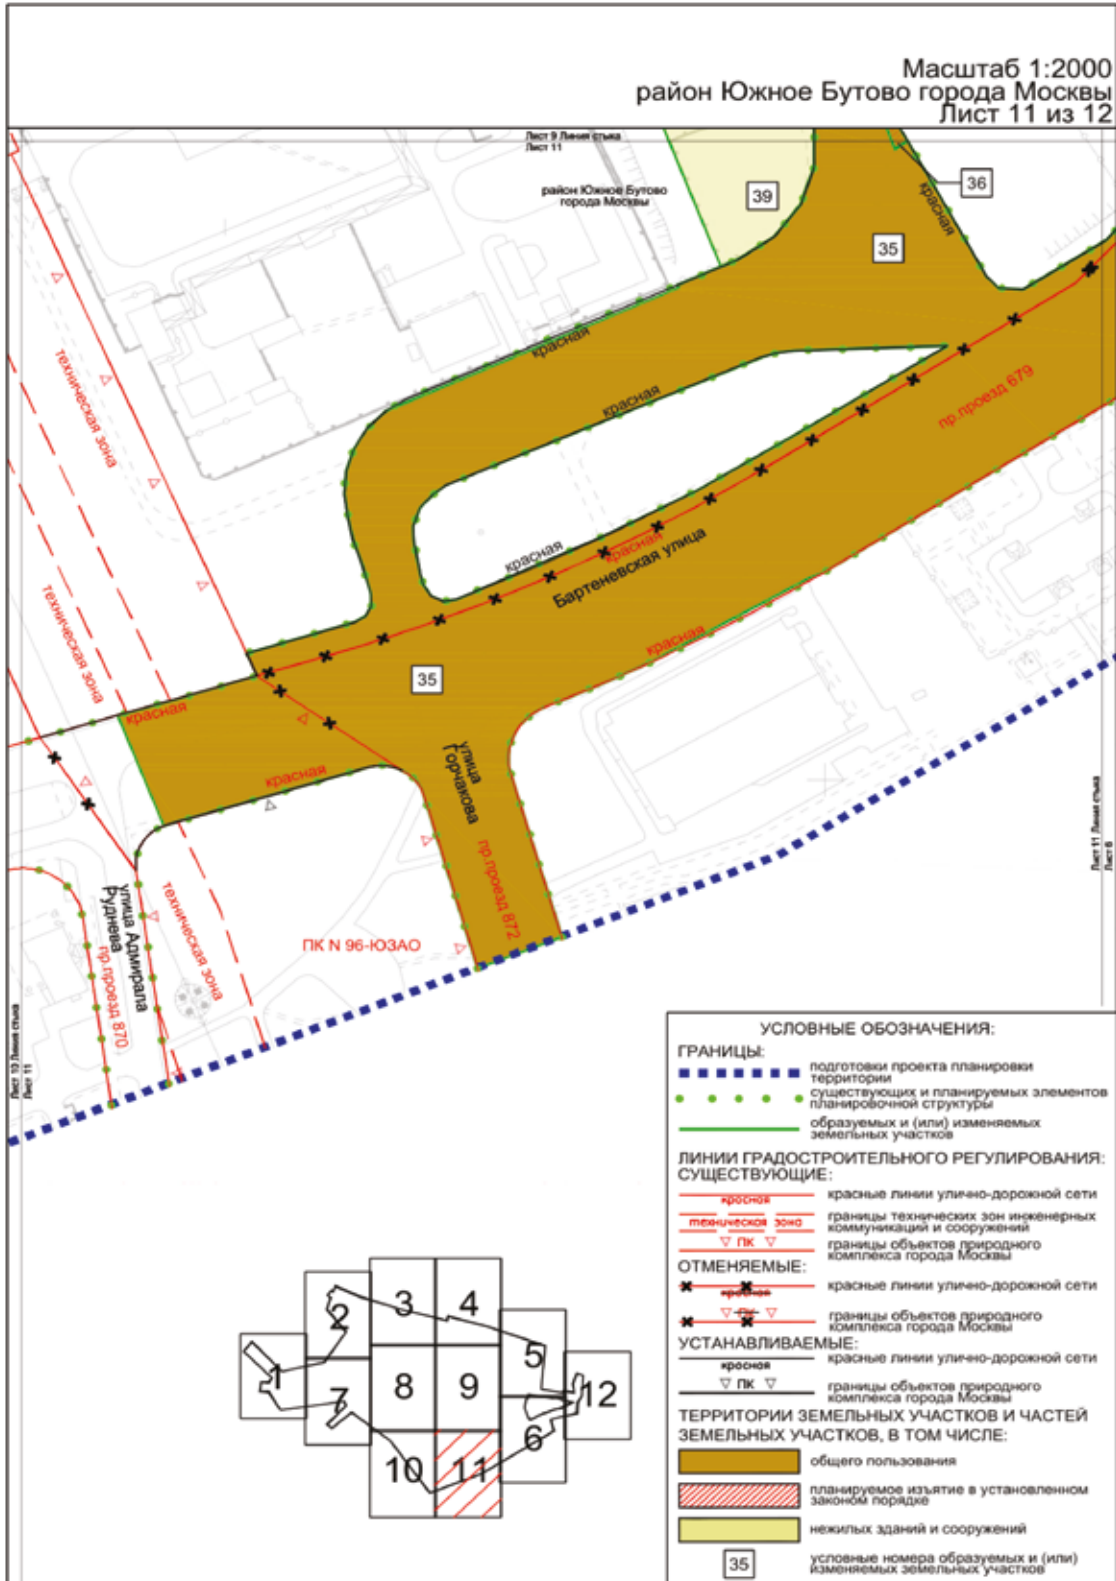 Масштаб 1:2000
район Южное Бутово города Москвы
Лист 11 из 12
Лист 9 Линия стыка
Лист 11
район Южное Бутово
города Москвы
39
36
35
красная
красная
красная
пр.проезд 679
техническая зона
красная
красная
Бартеневская улица
красная
техническая зона
35
красная
красная
улица
Горчакова
пр.проезд 872
техническая зона
улица Адмирала
Руднева
пр.проезд 870
ПК N 96-ЮЗАО
Лист 11 Линия стыка
Лист 6
Лист 10 Линия стыка
Лист 11
УСЛОВНЫЕ ОБОЗНАЧЕНИЯ:
ГРАНИЦЫ:
подготовки проекта планировки
территории
существующих и планируемых элементов
планировочной структуры
образуемых и (или) изменяемых
земельных участков
ЛИНИИ ГРАДОСТРОИТЕЛЬНОГО РЕГУЛИРОВАНИЯ:
СУЩЕСТВУЮЩИЕ:
красная
красные линии улично-дорожной сети
техническая зона
границы технических зон инженерных
коммуникаций и сооружений
ПК
границы объектов природного
комплекса города Москвы
ОТМЕНЯЕМЫЕ:
красная
красные линии улично-дорожной сети
ПК
границы объектов природного
комплекса города Москвы
УСТАНАВЛИВАЕМЫЕ:
красная
красные линии улично-дорожной сети
ПК
границы объектов природного
комплекса города Москвы
ТЕРРИТОРИИ ЗЕМЕЛЬНЫХ УЧАСТКОВ И ЧАСТЕЙ
ЗЕМЕЛЬНЫХ УЧАСТКОВ, В ТОМ ЧИСЛЕ:
общего пользования
планируемое изъятие в установленном
законом порядке
нежилых зданий и сооружений
35
условные номера образуемых и (или)
изменяемых земельных участков
1
2
3
4
5
6
7
8
9
10
11
12